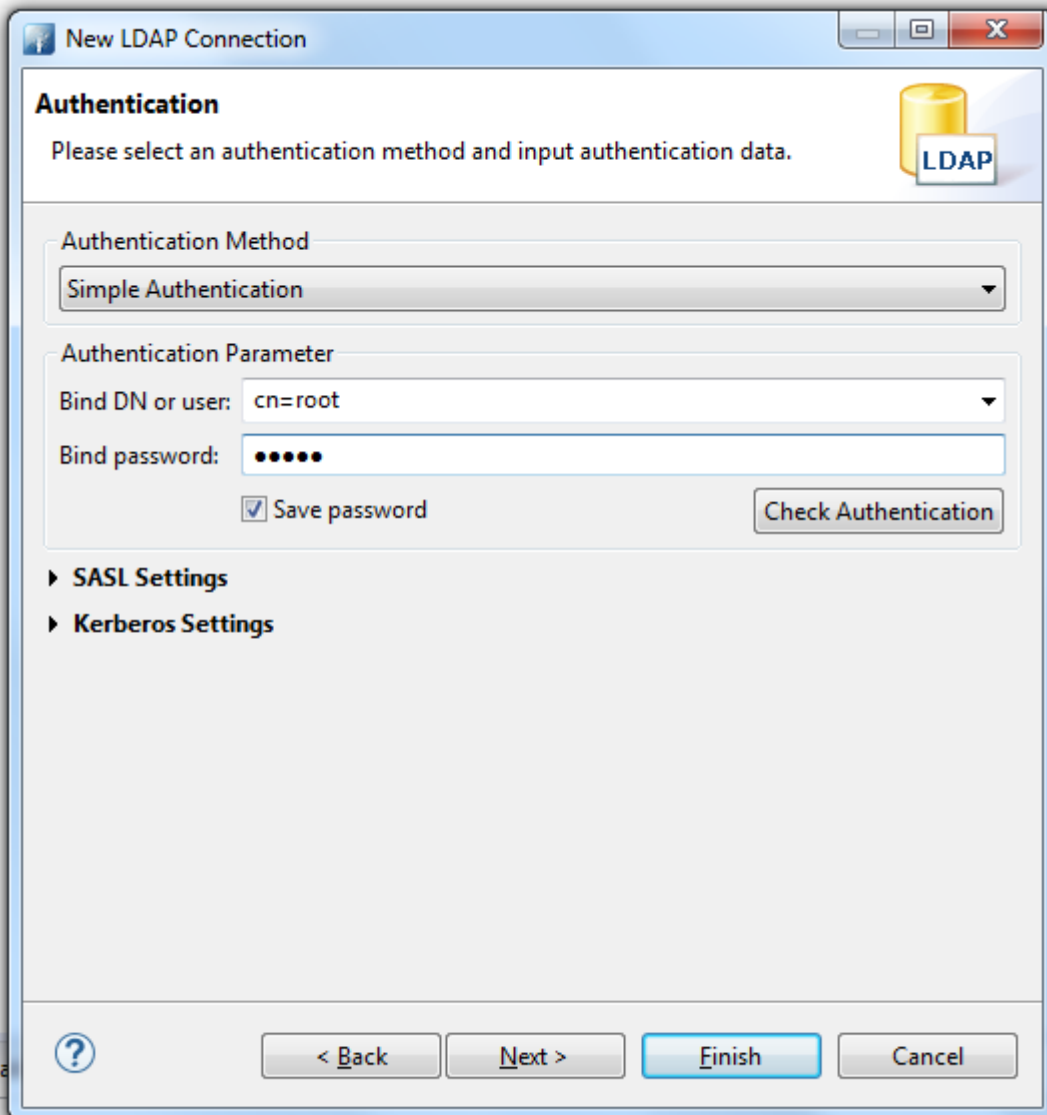 New LDAP Connection
Authentication
Please select an authentication method and input authentication data.
LDAP
Authentication Method
Simple Authentication
Authentication Parameter
Bind DN or user: cn=root
Bind password: •••••
Save password Check Authentication
SASL Settings
Kerberos Settings
a
? < Back Next > Finish Cancel